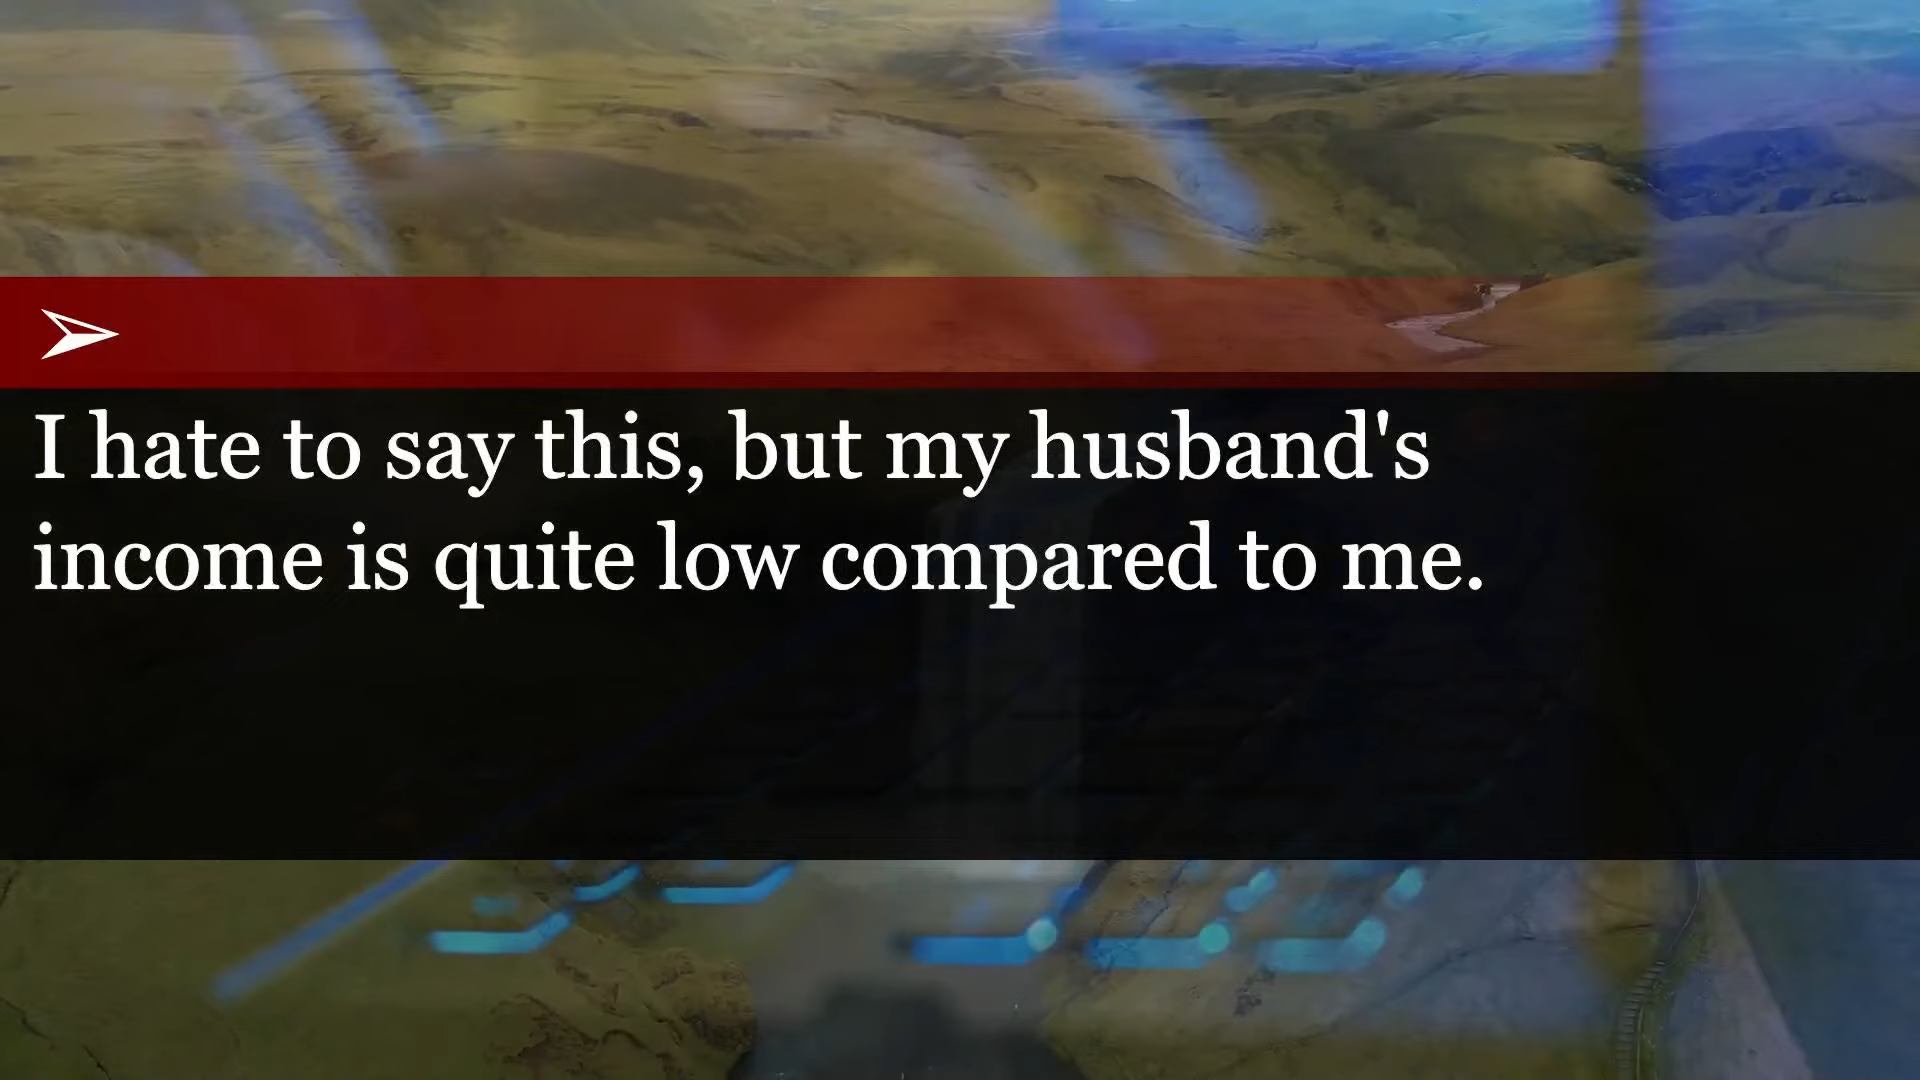 I hate to say this, but my husband's
income is quite low compared to me.